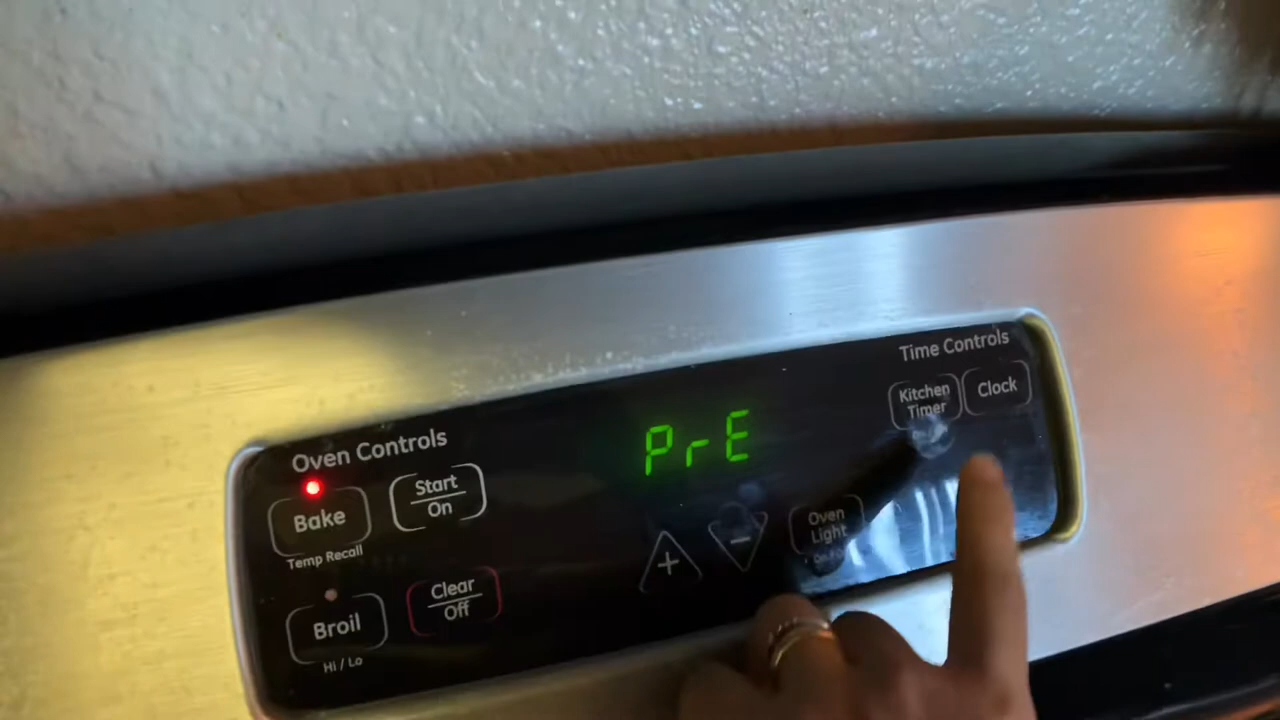 Oven Controls
Bake
Temp Recall
Start
On
Broil
Hi / Lo
Clear
Off
PrE
+
-
Oven
Light
Time Controls
Kitchen
Timer
Clock